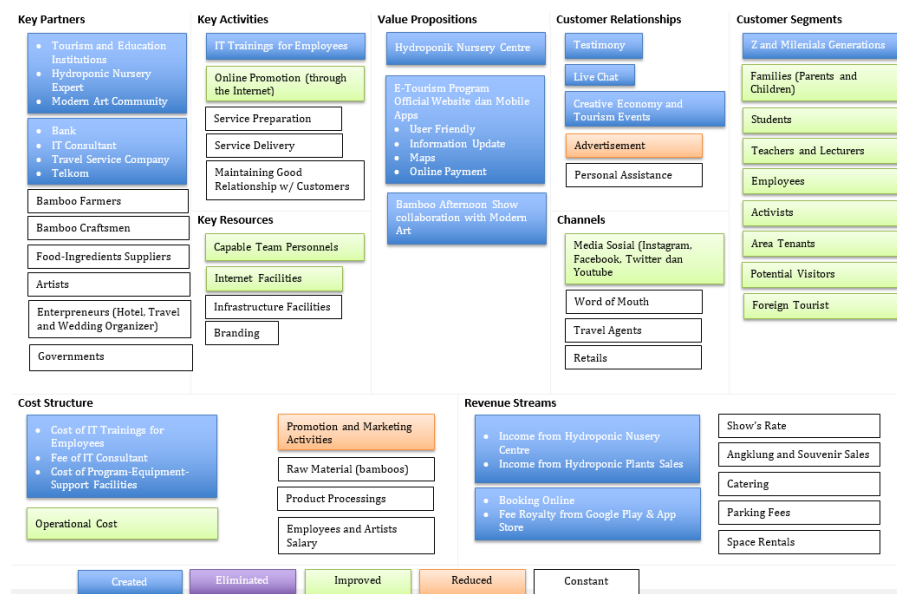 Key Partners
Tourism and Education
Institutions
Hydroponic Nursery
Expert
Modern Art Community
Bank
IT Consultant
Travel Service Company
Telkom
Bamboo Farmers
Bamboo Craftsmen
Food-Ingredients Suppliers
Artists
Enterpreneurs (Hotel, Travel
and Wedding Organizer)
Governments
Key Activities
IT Trainings for Employees
Online Promotion (through
the Internet)
Service Preparation
Service Delivery
Maintaining Good
Relationship w/ Customers
Key Resources
Capable Team Personnels
Internet Facilities
Infrastructure Facilities
Branding
Value Propositions
Hydroponik Nursery Centre
E-Tourism Program
Official Website dan Mobile
Apps
User Friendly
Information Update
Maps
Online Payment
Bamboo Afternoon Show
collaboration with Modern
Art
Customer Relationships
Testimony
Live Chat
Creative Economy and
Tourism Events
Advertisement
Personal Assistance
Channels
Media Sosial (Instagram,
Facebook, Twitter dan
Youtube
Word of Mouth
Travel Agents
Retails
Customer Segments
Z and Milenials Generations
Families (Parents and
Children)
Students
Teachers and Lecturers
Employees
Activists
Area Tenants
Potential Visitors
Foreign Tourist
Cost Structure
Cost of IT Trainings for
Employees
Fee of IT Consultant
Cost of Program-Equipment-
Support Facilities
Operational Cost
Promotion and Marketing
Activities
Raw Material (bamboos)
Product Processings
Employees and Artists
Salary
Revenue Streams
Income from Hydroponic Nusery
Centre
Income from Hydroponic Plants Sales
Booking Online
Fee Royalty from Google Play & App
Store
Show's Rate
Angklung and Souvenir Sales
Catering
Parking Fees
Space Rentals
Created
Eliminated
Improved
Reduced
Constant